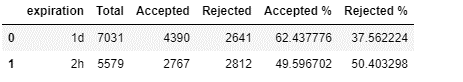 expiration Total Accepted Rejected Accepted % Rejected %
0 1d 7031 4390 2641 62.437776 37.562224
1 2h 5579 2767 2812 49.596702 50.403298